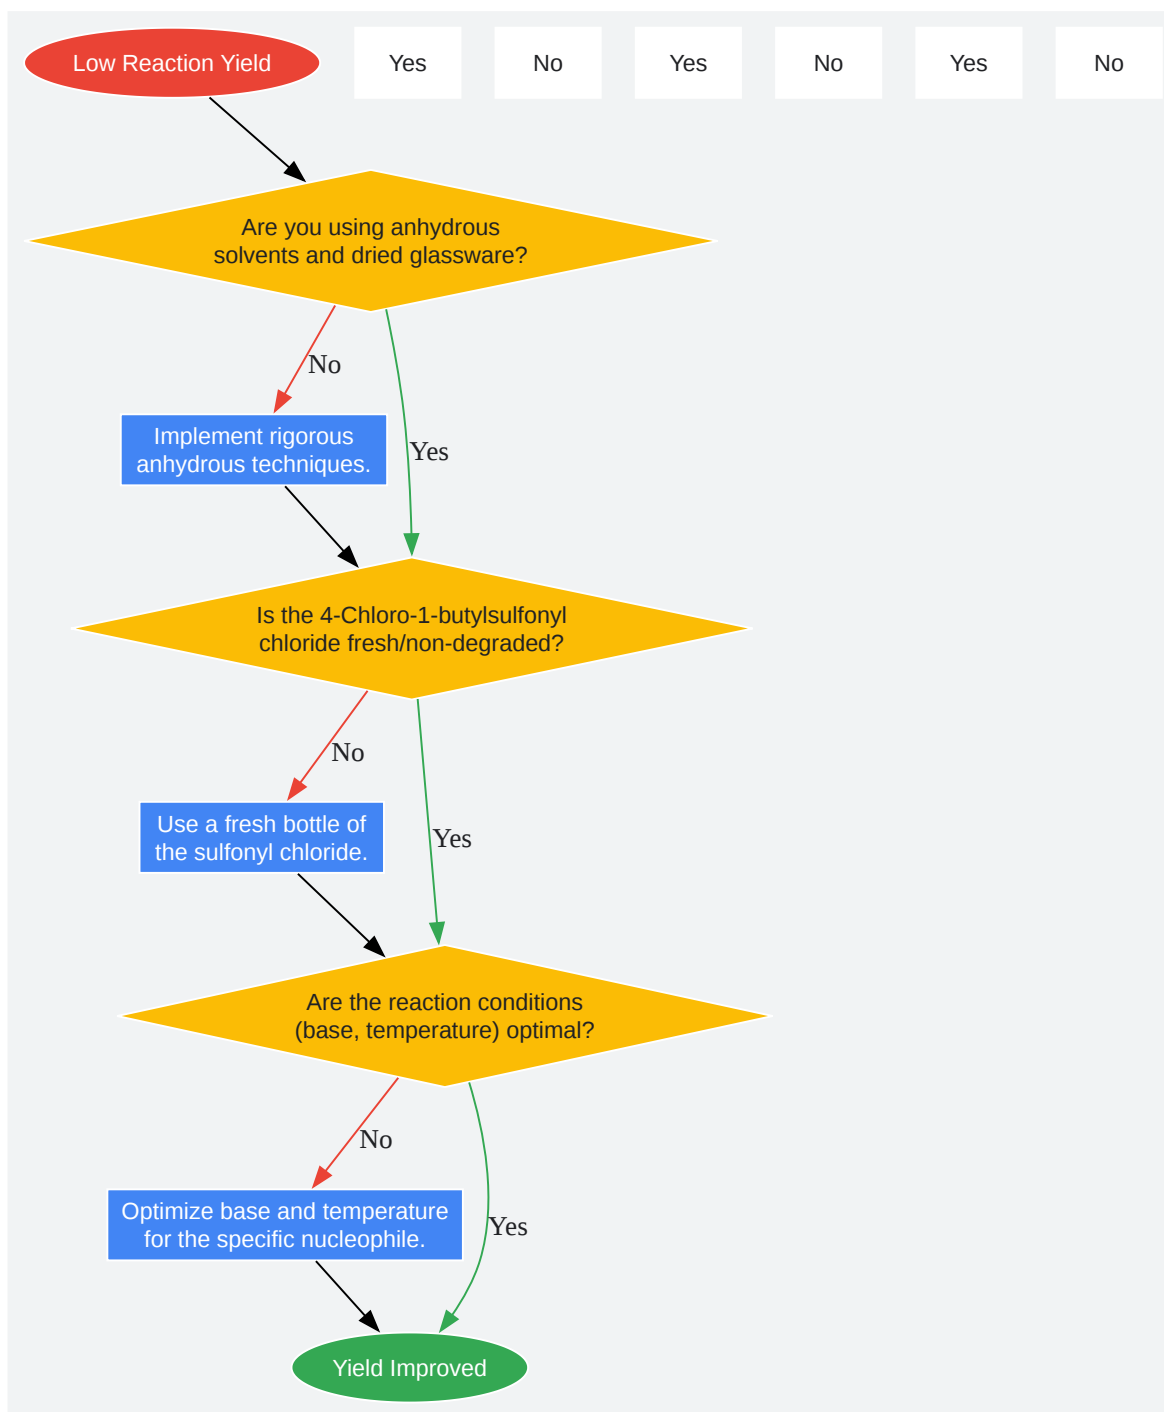 Low Reaction Yield
Yes
No
Yes
No
Yes
No
Are you using anhydrous
solvents and dried glassware?
No
Implement rigorous
anhydrous techniques.
Yes
Is the 4-Chloro-1-butylsulfonyl
chloride fresh/non-degraded?
No
Use a fresh bottle of
the sulfonyl chloride.
Yes
Are the reaction conditions
(base, temperature) optimal?
No
Optimize base and temperature
for the specific nucleophile.
Yes
Yield Improved